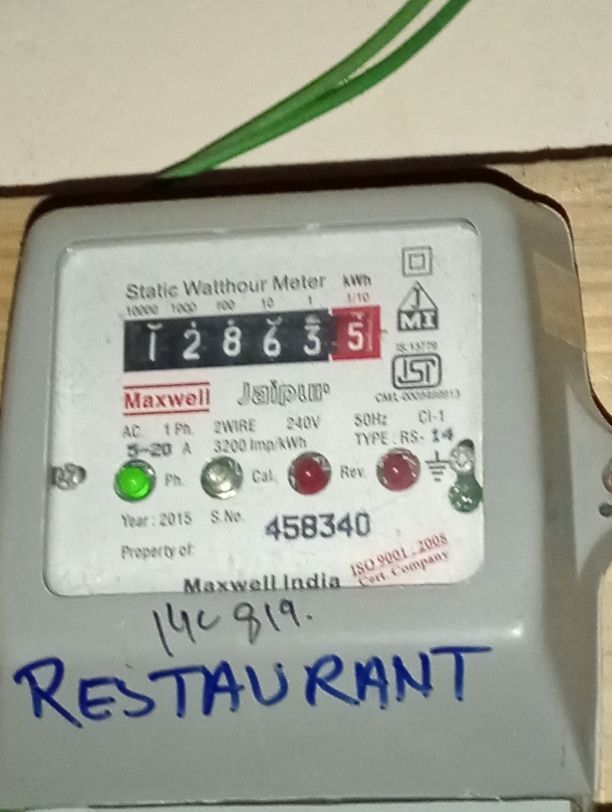 Static Watthour Meter kWh
10000 1000 100 10 1 1/10
1 2 8 6 3 5
J
MI
IS:13779
ISI
Maxwell Jaipur
AC. 1 Ph. 2WIRE 240V 50Hz Cl-1
5-20 A 3200 Imp/kWh TYPE : RS- 14
Ph. Cal. Rev.
Year : 2015 S.No. 458340
Property of:
ISO 9001 : 2008
Cert. Company
Maxwell India
RESTAURANT